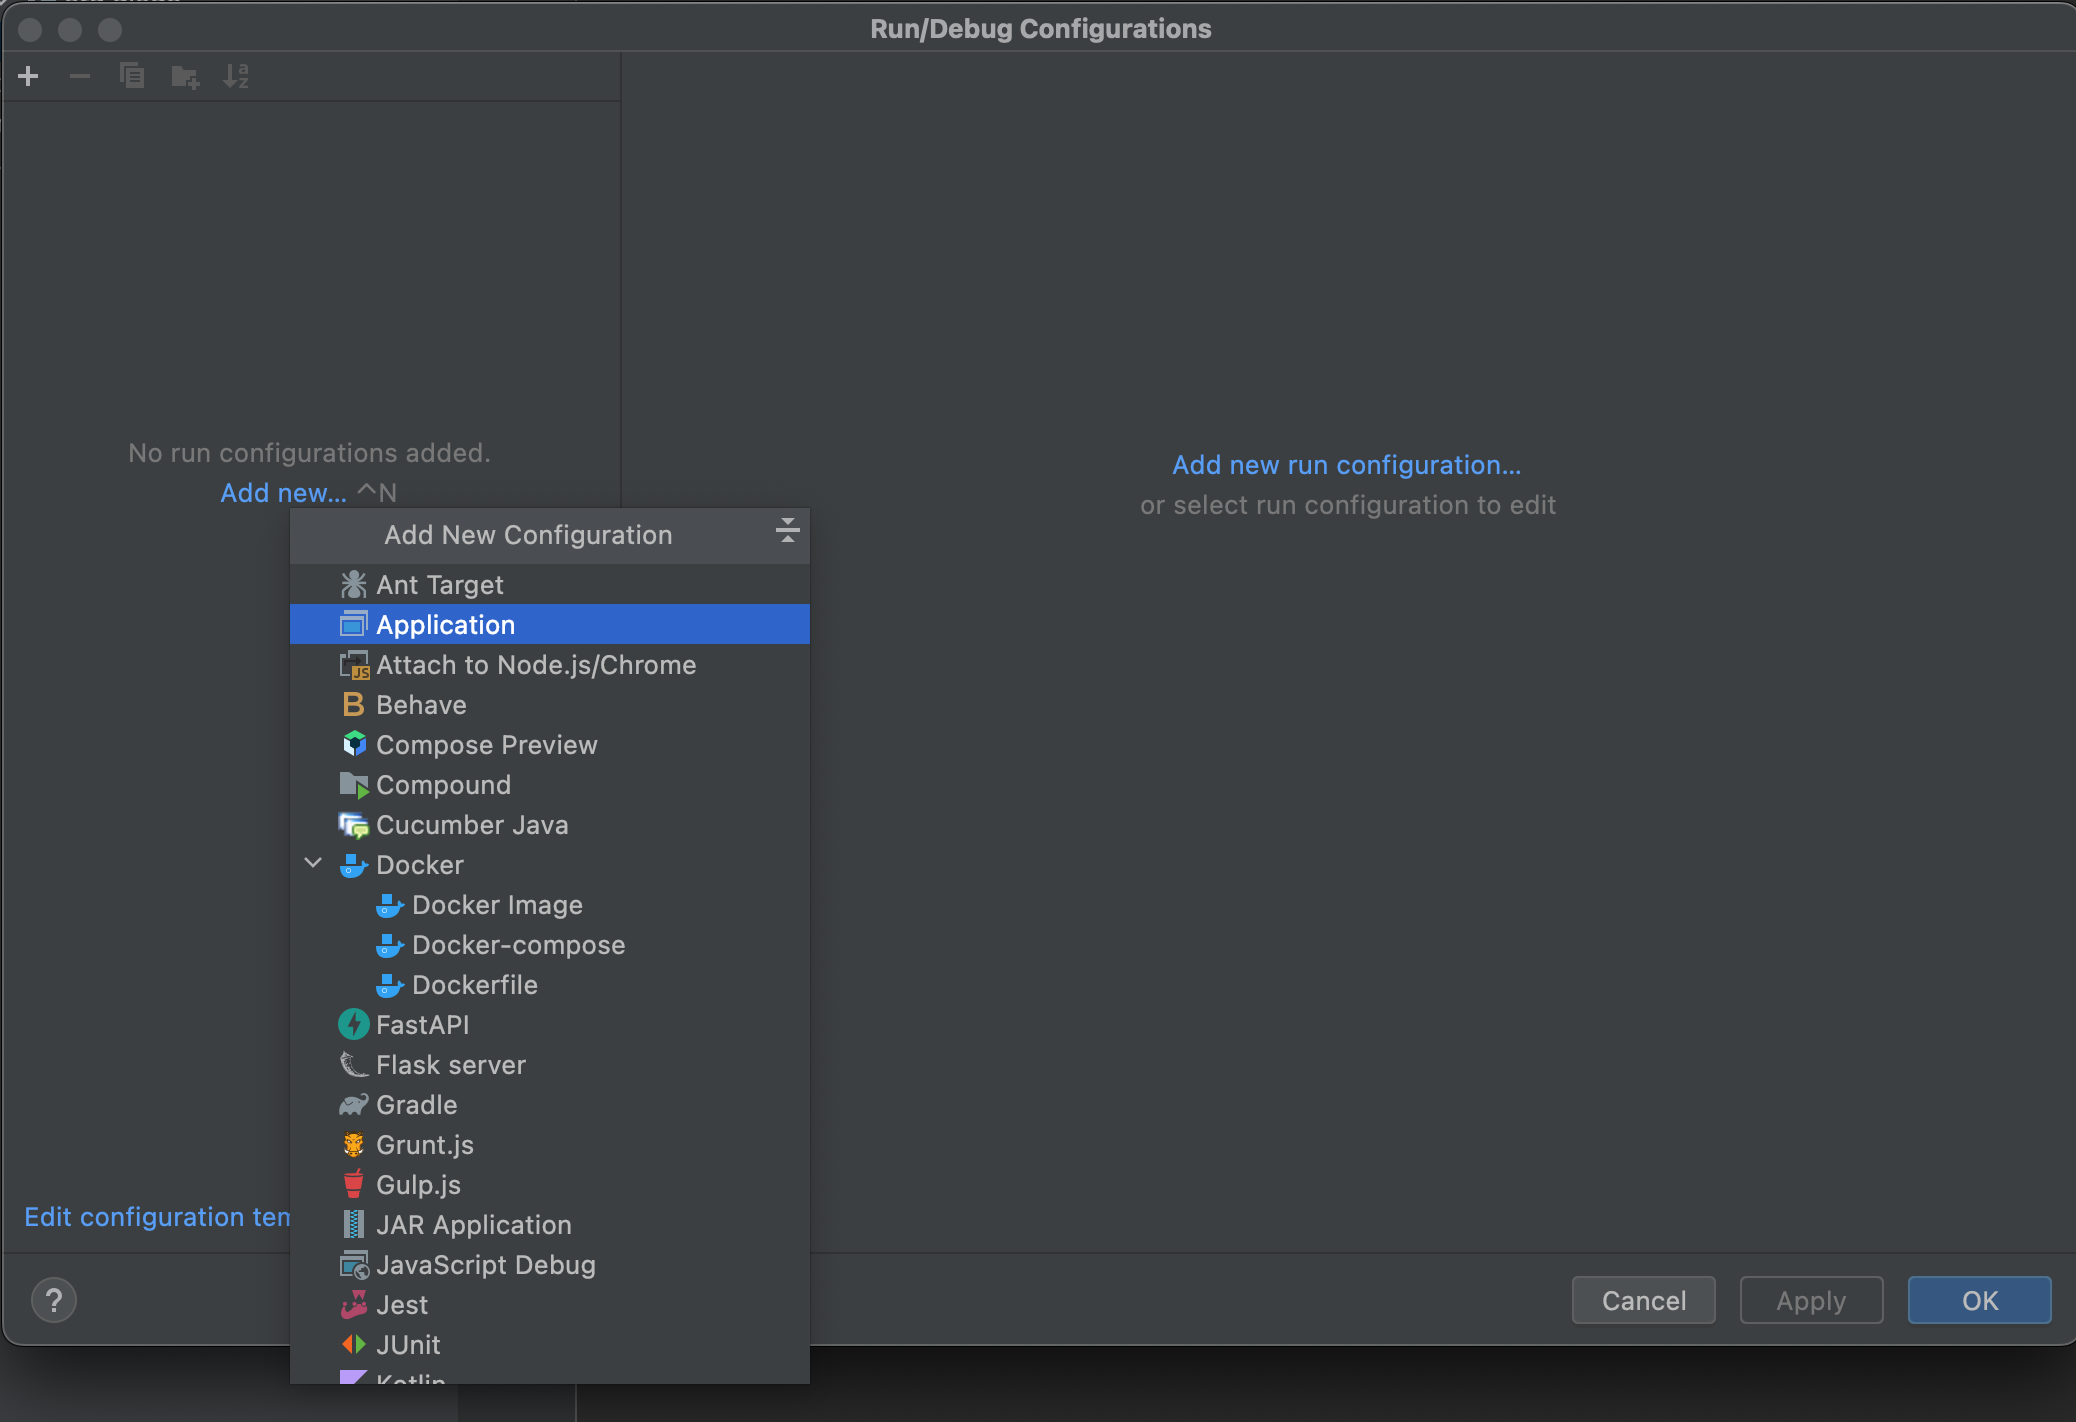 Run/Debug Configurations
No run configurations added.
Add new... ^N
Add new run configuration...
or select run configuration to edit
Add New Configuration
Ant Target
Application
Attach to Node.js/Chrome
Behave
Compose Preview
Compound
Cucumber Java
Docker
Docker Image
Docker-compose
Dockerfile
FastAPI
Flask server
Gradle
Grunt.js
Gulp.js
JAR Application
JavaScript Debug
Jest
JUnit
Kotlin
Edit configuration tem
?
Cancel
Apply
OK